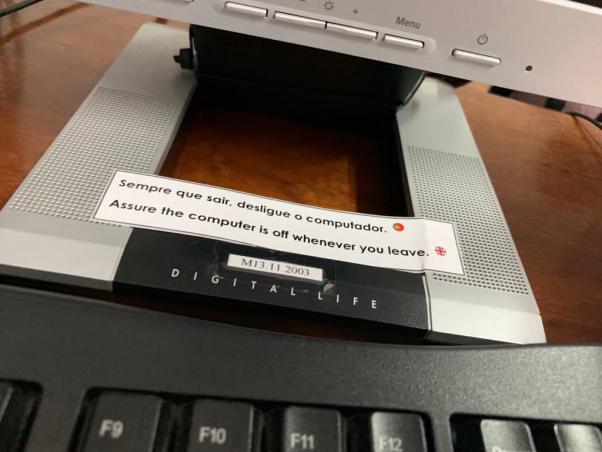 +
Menu
Sempre que sair, desligue o computador.
Assure the computer is off whenever you leave.
M13.11.2003
DIGITAL LIFE
F9 F10 F11 F12